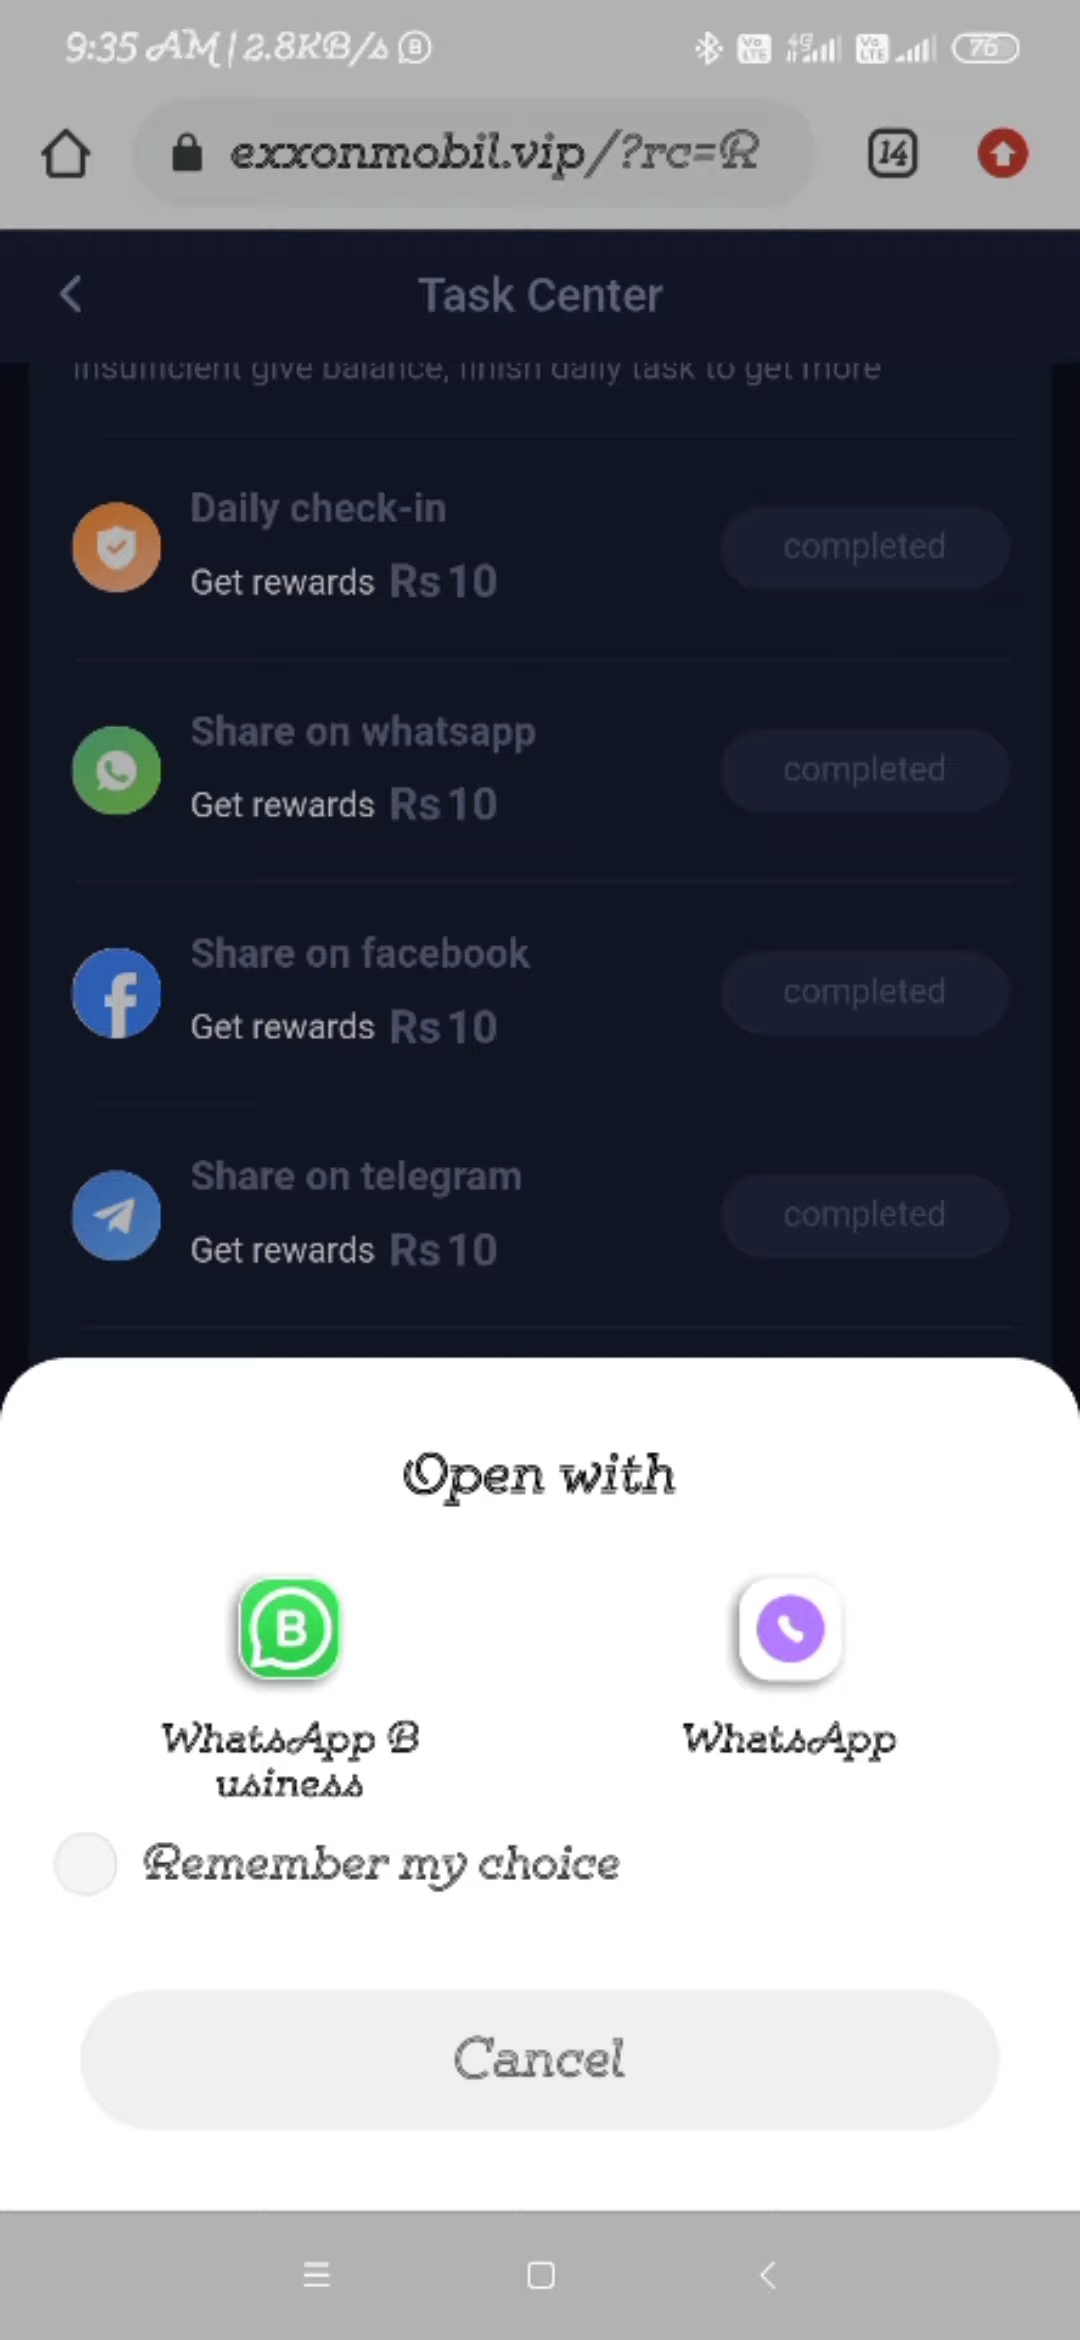 9:35 AM | 2.8KB/s
76
exxonmobil.vip/?rc=R
14
Task Center
insufficient give balance, finish daily task to get more
Daily check-in
Get rewards Rs 10
completed
Share on whatsapp
Get rewards Rs 10
completed
Share on facebook
Get rewards Rs 10
completed
Share on telegram
Get rewards Rs 10
completed
Open with
WhatsApp B
usiness
WhatsApp
Remember my choice
Cancel